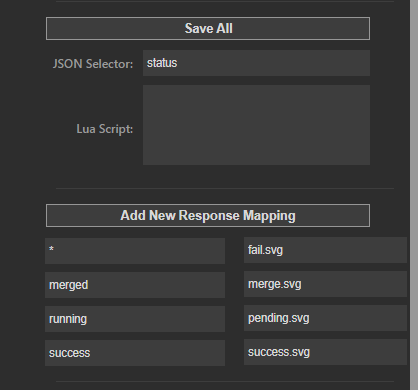 Save All
JSON Selector: status
Lua Script:
Add New Response Mapping
* fail.svg
merged merge.svg
running pending.svg
success success.svg